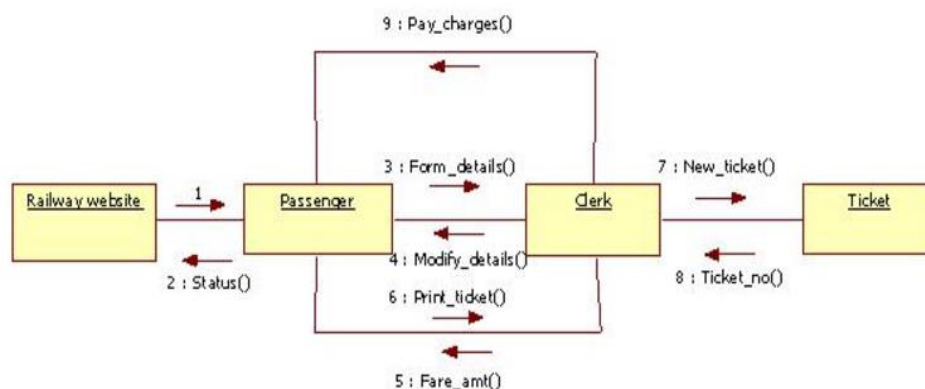 9 : Pay_charges()
3 : Form_details()
7 : New_ticket()
Railway website
1
Passenger
Clerk
Ticket
2 : Status()
4 : Modify_details()
8 : Ticket_no()
6 : Print_ticket()
5 : Fare_amt()